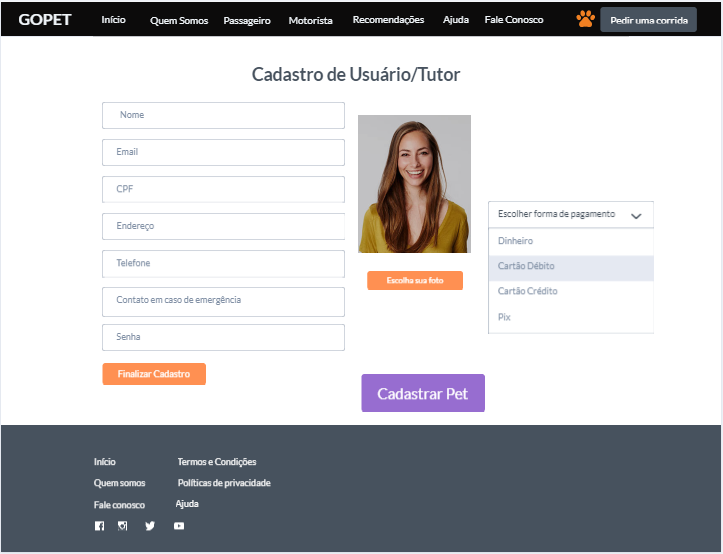 GOPET Início Quem Somos Passageiro Motorista Recomendações Ajuda Fale Conosco Pedir uma corrida
Cadastro de Usuário/Tutor
Nome
Email
CPF
Endereço
Telefone
Contato em caso de emergência
Senha
Finalizar Cadastro
Escolha sua foto
Escolher forma de pagamento
Dinheiro
Cartão Débito
Cartão Crédito
Pix
Cadastrar Pet
Início Termos e Condições
Quem somos Políticas de privacidade
Fale conosco Ajuda